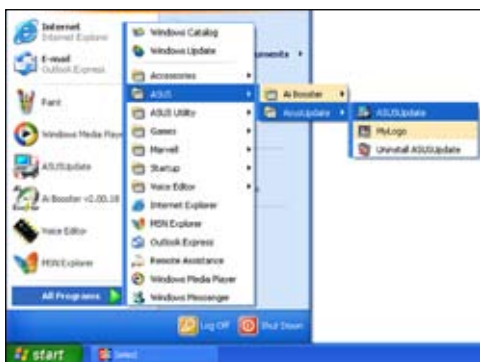 Internet
Internet Explorer
E-mail
Outlook Express
Paint
Windows Media Player
ASUSUpdate
Ai Booster v2.00.18
Voice Editor
MSN Explorer
All Programs
Windows Catalog
Windows Update
Accessories
ASUS
ASUS Utility
Games
Marvell
Startup
Voice Editor
Internet Explorer
MSN Explorer
Outlook Express
Remote Assistance
Windows Media Player
Windows Messenger
Ai Booster
AsusUpdate
ASUSUpdate
MyLogo
Uninstall ASUSUpdate
Log Off
Shut Down
start